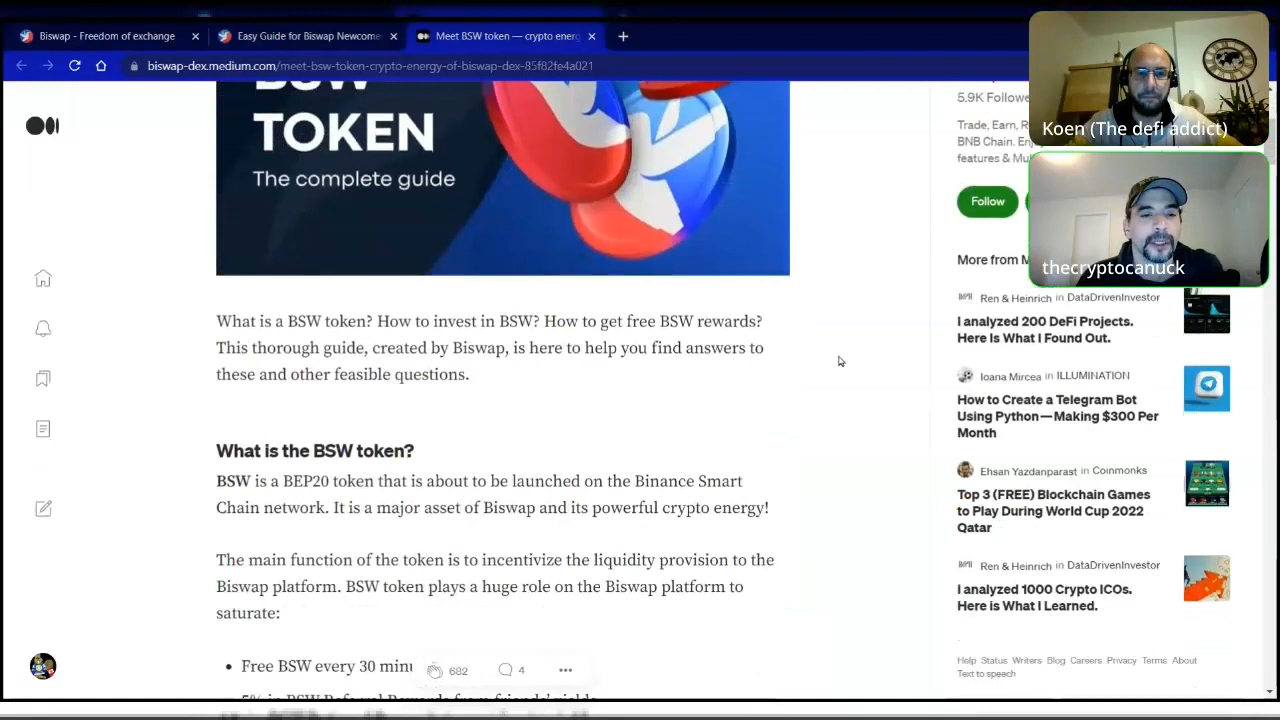 Biswap - Freedom of exchange
Easy Guide for Biswap Newcome
Meet BSW token — crypto energ
biswap-dex.medium.com/meet-bsw-token-crypto-energy-of-biswap-dex-85f82fe4a021
TOKEN
The complete guide
What is a BSW token? How to invest in BSW? How to get free BSW rewards?
This thorough guide, created by Biswap, is here to help you find answers to
these and other feasible questions.
What is the BSW token?
BSW is a BEP20 token that is about to be launched on the Binance Smart
Chain network. It is a major asset of Biswap and its powerful crypto energy!
The main function of the token is to incentivize the liquidity provision to the
Biswap platform. BSW token plays a huge role on the Biswap platform to
saturate:
Free BSW every 30 minu
682
4
5.9K Followe
Trade, Earn, R
BNB Chain. Enj
features & Mul
Follow
More from M
Ren & Heinrich in DataDrivenInvestor
I analyzed 200 DeFi Projects.
Here Is What I Found Out.
Ioana Mircea in ILLUMINATION
How to Create a Telegram Bot
Using Python — Making $300 Per
Month
Ehsan Yazdanparast in Coinmonks
Top 3 (FREE) Blockchain Games
to Play During World Cup 2022
Qatar
Ren & Heinrich in DataDrivenInvestor
I analyzed 1000 Crypto ICOs.
Here is What I Learned.
Help Status Writers Blog Careers Privacy Terms About
Text to speech
Koen (The defi addict)
thecryptocanuck